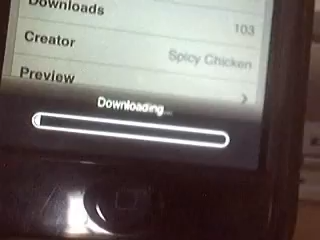 Downloads
103
Creator
Spicy Chicken
Preview
Downloading...